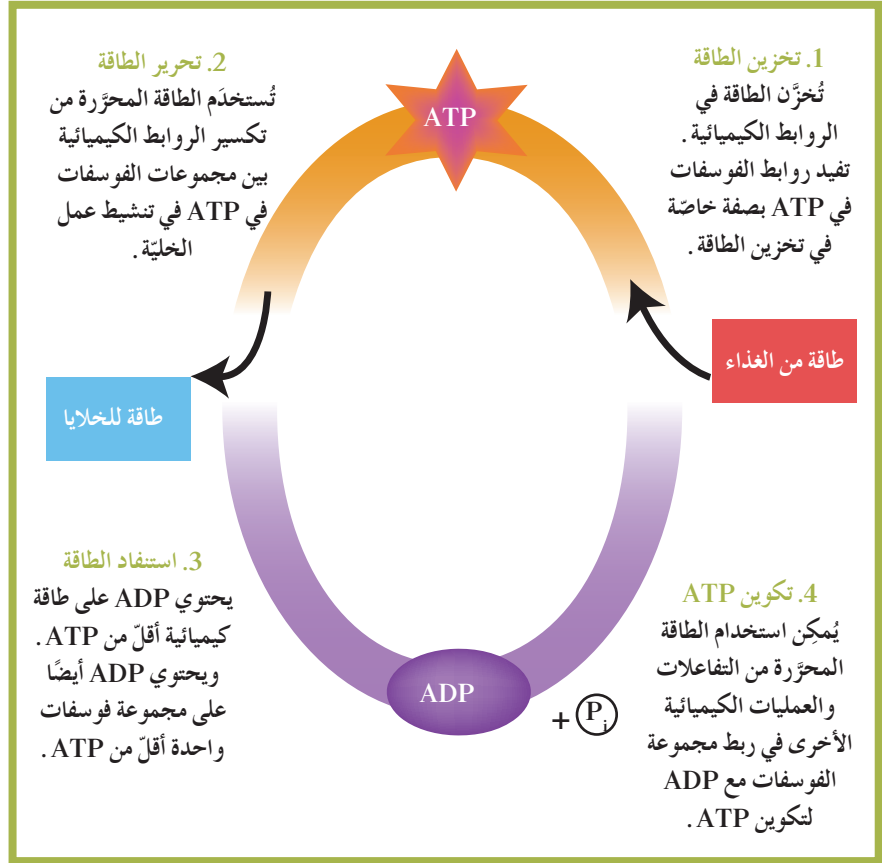 1. تخزين الطاقة
تُخزَّن الطاقة في
الروابط الكيميائية.
تفيد روابط الفوسفات
في ATP بصفة خاصّة
في تخزين الطاقة.
ATP
2. تحرير الطاقة
تُستخدَم الطاقة المحرَّرة من
تكسير الروابط الكيميائية
بين مجموعات الفوسفات
في ATP في تنشيط عمل
الخليّة.
طاقة من الغذاء
طاقة للخلايا
3. استنفاد الطاقة
يحتوي ADP على طاقة
كيميائية أقلّ من ATP.
ويحتوي ADP أيضًا
على مجموعة فوسفات
واحدة أقلّ من ATP.
4. تكوين ATP
يُمكِن استخدام الطاقة
المحرَّرة من التفاعلات
والعمليات الكيميائية
الأخرى في ربط مجموعة
الفوسفات مع ADP
لتكوين ATP.
ADP
+ Pi